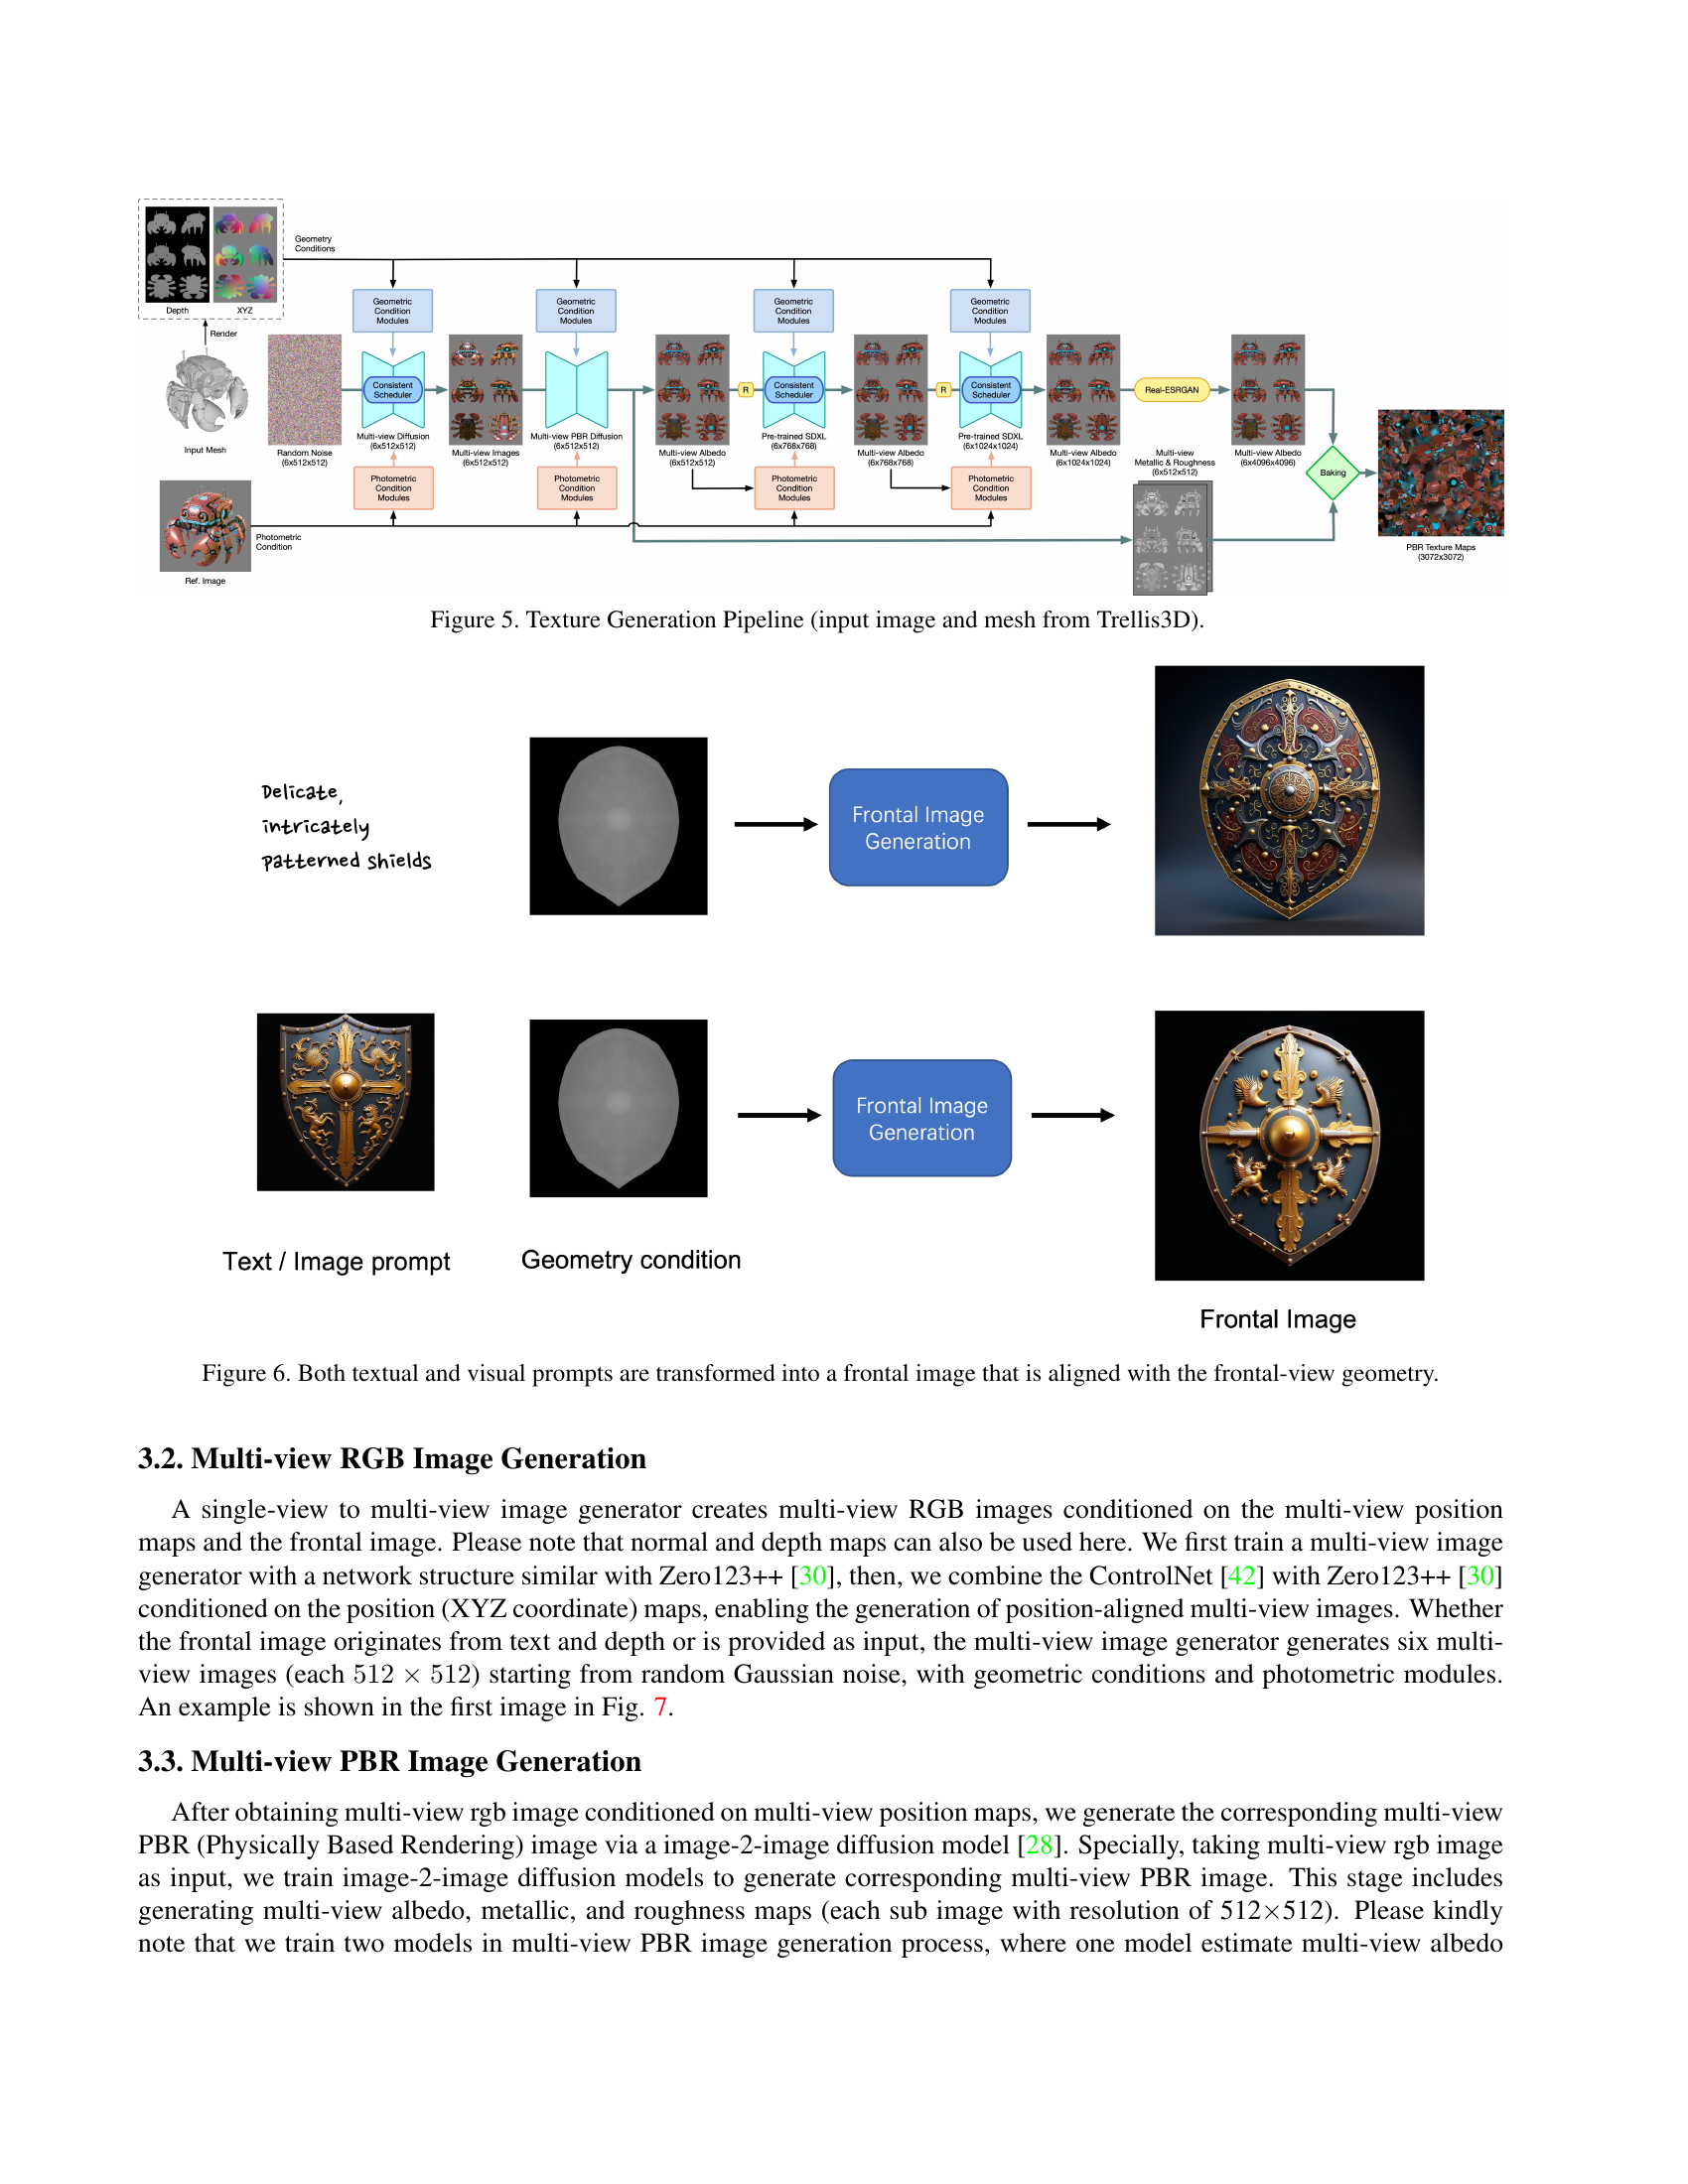 Geometry
Conditions
Depth
XYZ
Render
Geometric
Condition
Modules
Geometric
Condition
Modules
Geometric
Condition
Modules
Geometric
Condition
Modules
Consistent
Scheduler
Consistent
Scheduler
Consistent
Scheduler
R
R
Real-ESRGAN
Input Mesh
Random Noise
(6x512x512)
Multi-view Diffusion
(6x512x512)
Multi-view Images
(6x512x512)
Multi-view PBR Diffusion
(6x512x512)
Multi-view Albedo
(6x512x512)
Pre-trained SDXL
(6x768x768)
Multi-view Albedo
(6x768x768)
Pre-trained SDXL
(6x1024x1024)
Multi-view Albedo
(6x1024x1024)
Multi-view
Metallic & Roughness
(6x512x512)
Multi-view Albedo
(6x4096x4096)
Baking
Photometric
Condition
Modules
Photometric
Condition
Modules
Photometric
Condition
Modules
Photometric
Condition
Modules
Photometric
Condition
Ref. Image
PBR Texture Maps
(3072x3072)
Figure 5. Texture Generation Pipeline (input image and mesh from Trellis3D).
Delicate,
intricately
patterned shields
Frontal Image
Generation
Frontal Image
Generation
Text / Image prompt
Geometry condition
Frontal Image
Figure 6. Both textual and visual prompts are transformed into a frontal image that is aligned with the frontal-view geometry.
3.2. Multi-view RGB Image Generation
A single-view to multi-view image generator creates multi-view RGB images conditioned on the multi-view position
maps and the frontal image. Please note that normal and depth maps can also be used here. We first train a multi-view image
generator with a network structure similar with Zero123++ [30], then, we combine the ControlNet [42] with Zero123++ [30]
conditioned on the position (XYZ coordinate) maps, enabling the generation of position-aligned multi-view images. Whether
the frontal image originates from text and depth or is provided as input, the multi-view image generator generates six multi-
view images (each 512 × 512) starting from random Gaussian noise, with geometric conditions and photometric modules.
An example is shown in the first image in Fig. 7.
3.3. Multi-view PBR Image Generation
After obtaining multi-view rgb image conditioned on multi-view position maps, we generate the corresponding multi-view
PBR (Physically Based Rendering) image via a image-2-image diffusion model [28]. Specially, taking multi-view rgb image
as input, we train image-2-image diffusion models to generate corresponding multi-view PBR image. This stage includes
generating multi-view albedo, metallic, and roughness maps (each sub image with resolution of 512×512). Please kindly
note that we train two models in multi-view PBR image generation process, where one model estimate multi-view albedo